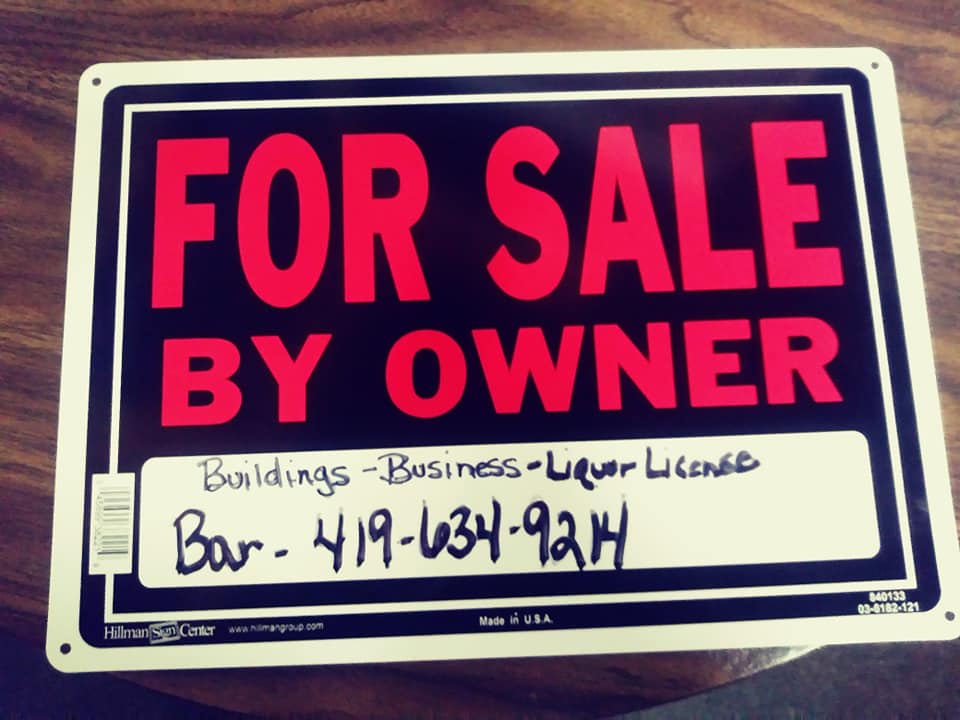 FOR SALE
BY OWNER
Buildings - Business - Liquor License
Bar - 419-634-9214
840133
03-6182-121
Hillman Sign Center www.hillmangroup.com
Made in U.S.A.